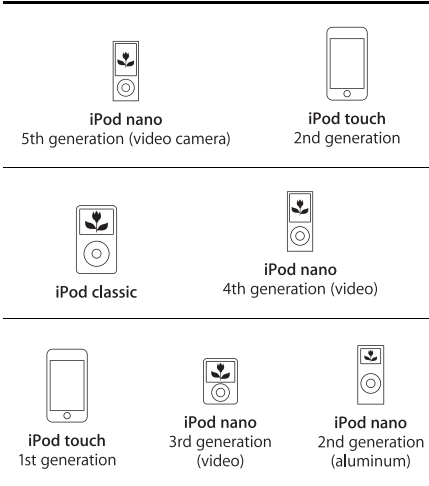 iPod nano
5th generation (video camera)
iPod touch
2nd generation
iPod classic
iPod nano
4th generation (video)
iPod touch
1st generation
iPod nano
3rd generation
(video)
iPod nano
2nd generation
(aluminum)